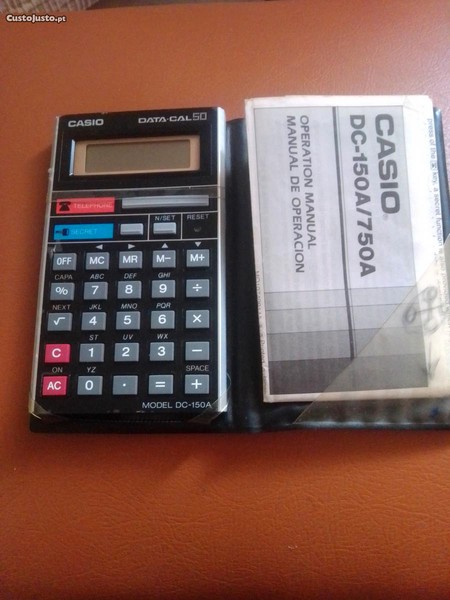 CustoJusto.pt
CASIO DATA-CAL 50
TELEPHONE
N/SET RESET
SECRET
◄ ► ▲ ▼
OFF MC MR M- M+
CAPA ABC DEF GHI
% 7 8 9 ÷
NEXT JKL MNO PQR
√ 4 5 6 ×
ST UV WX
C 1 2 3 −
ON YZ SPACE
AC 0 · = +
MODEL DC-150A
CASIO
DC-150A/750A
OPERATION MANUAL
MANUAL DE OPERACION
key, a secret